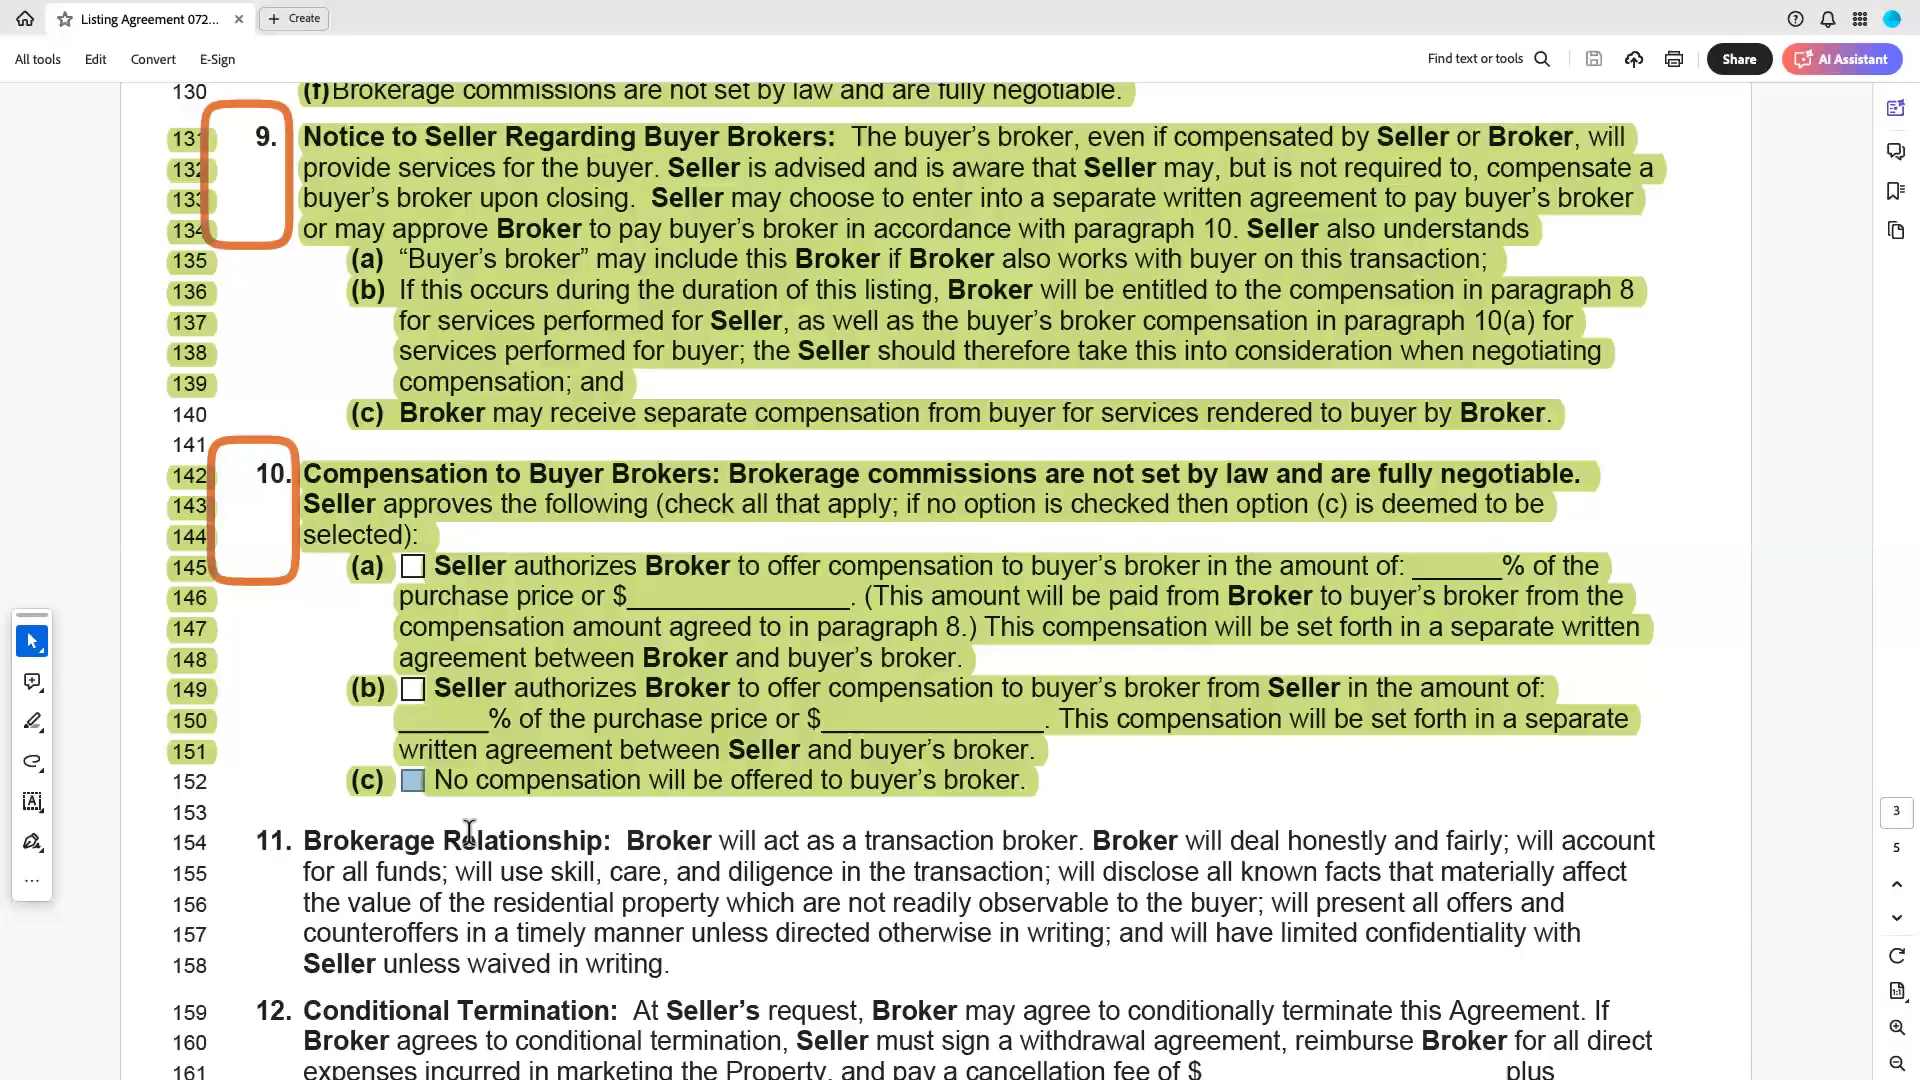 Listing Agreement 072...
Create
All tools
Edit
Convert
E-Sign
Find text or tools
Share
AI Assistant
130 (f)Brokerage commissions are not set by law and are fully negotiable.
131 9. Notice to Seller Regarding Buyer Brokers: The buyer’s broker, even if compensated by Seller or Broker, will
132 provide services for the buyer. Seller is advised and is aware that Seller may, but is not required to, compensate a
133 buyer’s broker upon closing. Seller may choose to enter into a separate written agreement to pay buyer’s broker
134 or may approve Broker to pay buyer’s broker in accordance with paragraph 10. Seller also understands
135 (a) “Buyer’s broker” may include this Broker if Broker also works with buyer on this transaction;
136 (b) If this occurs during the duration of this listing, Broker will be entitled to the compensation in paragraph 8
137 for services performed for Seller, as well as the buyer’s broker compensation in paragraph 10(a) for
138 services performed for buyer; the Seller should therefore take this into consideration when negotiating
139 compensation; and
140 (c) Broker may receive separate compensation from buyer for services rendered to buyer by Broker.
141
142 10. Compensation to Buyer Brokers: Brokerage commissions are not set by law and are fully negotiable.
143 Seller approves the following (check all that apply; if no option is checked then option (c) is deemed to be
144 selected):
145 (a) Seller authorizes Broker to offer compensation to buyer’s broker in the amount of: ______% of the
146 purchase price or $_______________. (This amount will be paid from Broker to buyer’s broker from the
147 compensation amount agreed to in paragraph 8.) This compensation will be set forth in a separate written
148 agreement between Broker and buyer’s broker.
149 (b) Seller authorizes Broker to offer compensation to buyer’s broker from Seller in the amount of:
150 ______% of the purchase price or $_______________. This compensation will be set forth in a separate
151 written agreement between Seller and buyer’s broker.
152 (c) No compensation will be offered to buyer’s broker.
153
154 11. Brokerage Relationship: Broker will act as a transaction broker. Broker will deal honestly and fairly; will account
155 for all funds; will use skill, care, and diligence in the transaction; will disclose all known facts that materially affect
156 the value of the residential property which are not readily observable to the buyer; will present all offers and
157 counteroffers in a timely manner unless directed otherwise in writing; and will have limited confidentiality with
158 Seller unless waived in writing.
159 12. Conditional Termination: At Seller’s request, Broker may agree to conditionally terminate this Agreement. If
160 Broker agrees to conditional termination, Seller must sign a withdrawal agreement, reimburse Broker for all direct
161 expenses incurred in marketing the Property, and pay a cancellation fee of $____________________ plus
3
5